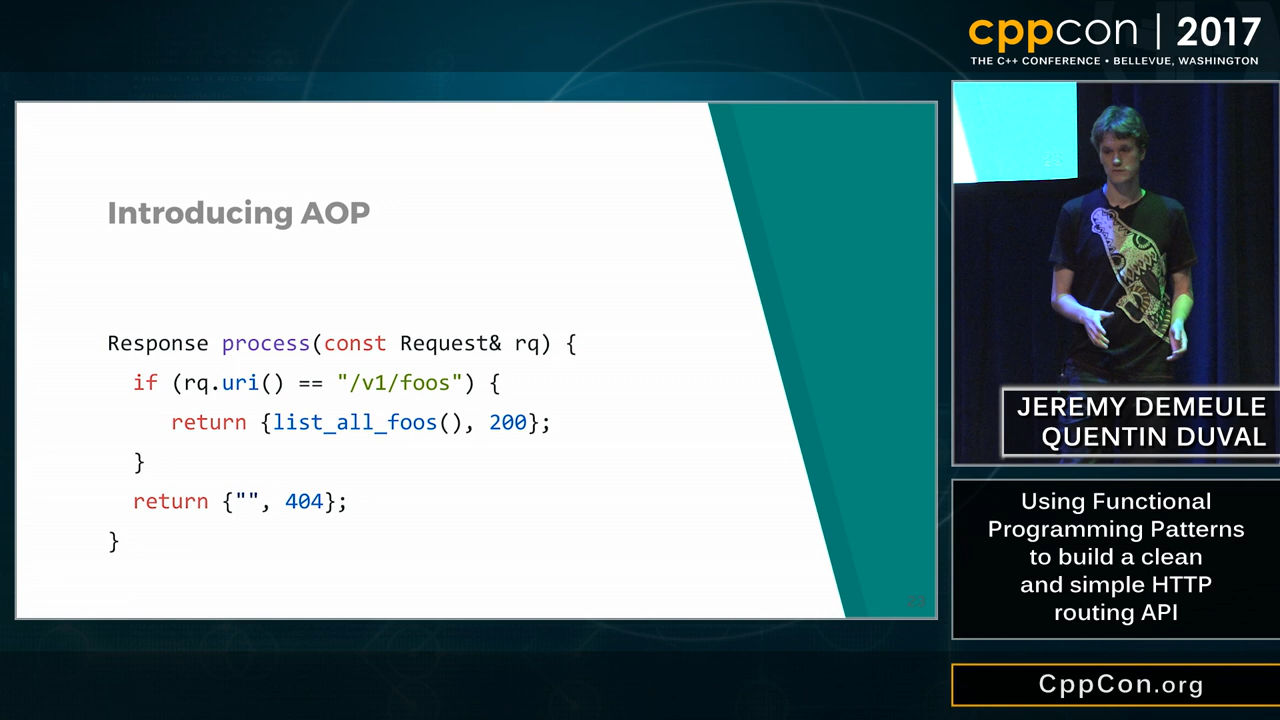 cppcon | 2017
THE C++ CONFERENCE • BELLEVUE, WASHINGTON
Introducing AOP
Response process(const Request& rq) {
if (rq.uri() == "/v1/foos") {
return {list_all_foos(), 200};
}
return {"", 404};
}
23
JEREMY DEMEULE
QUENTIN DUVAL
Using Functional
Programming Patterns
to build a clean
and simple HTTP
routing API
CppCon.org